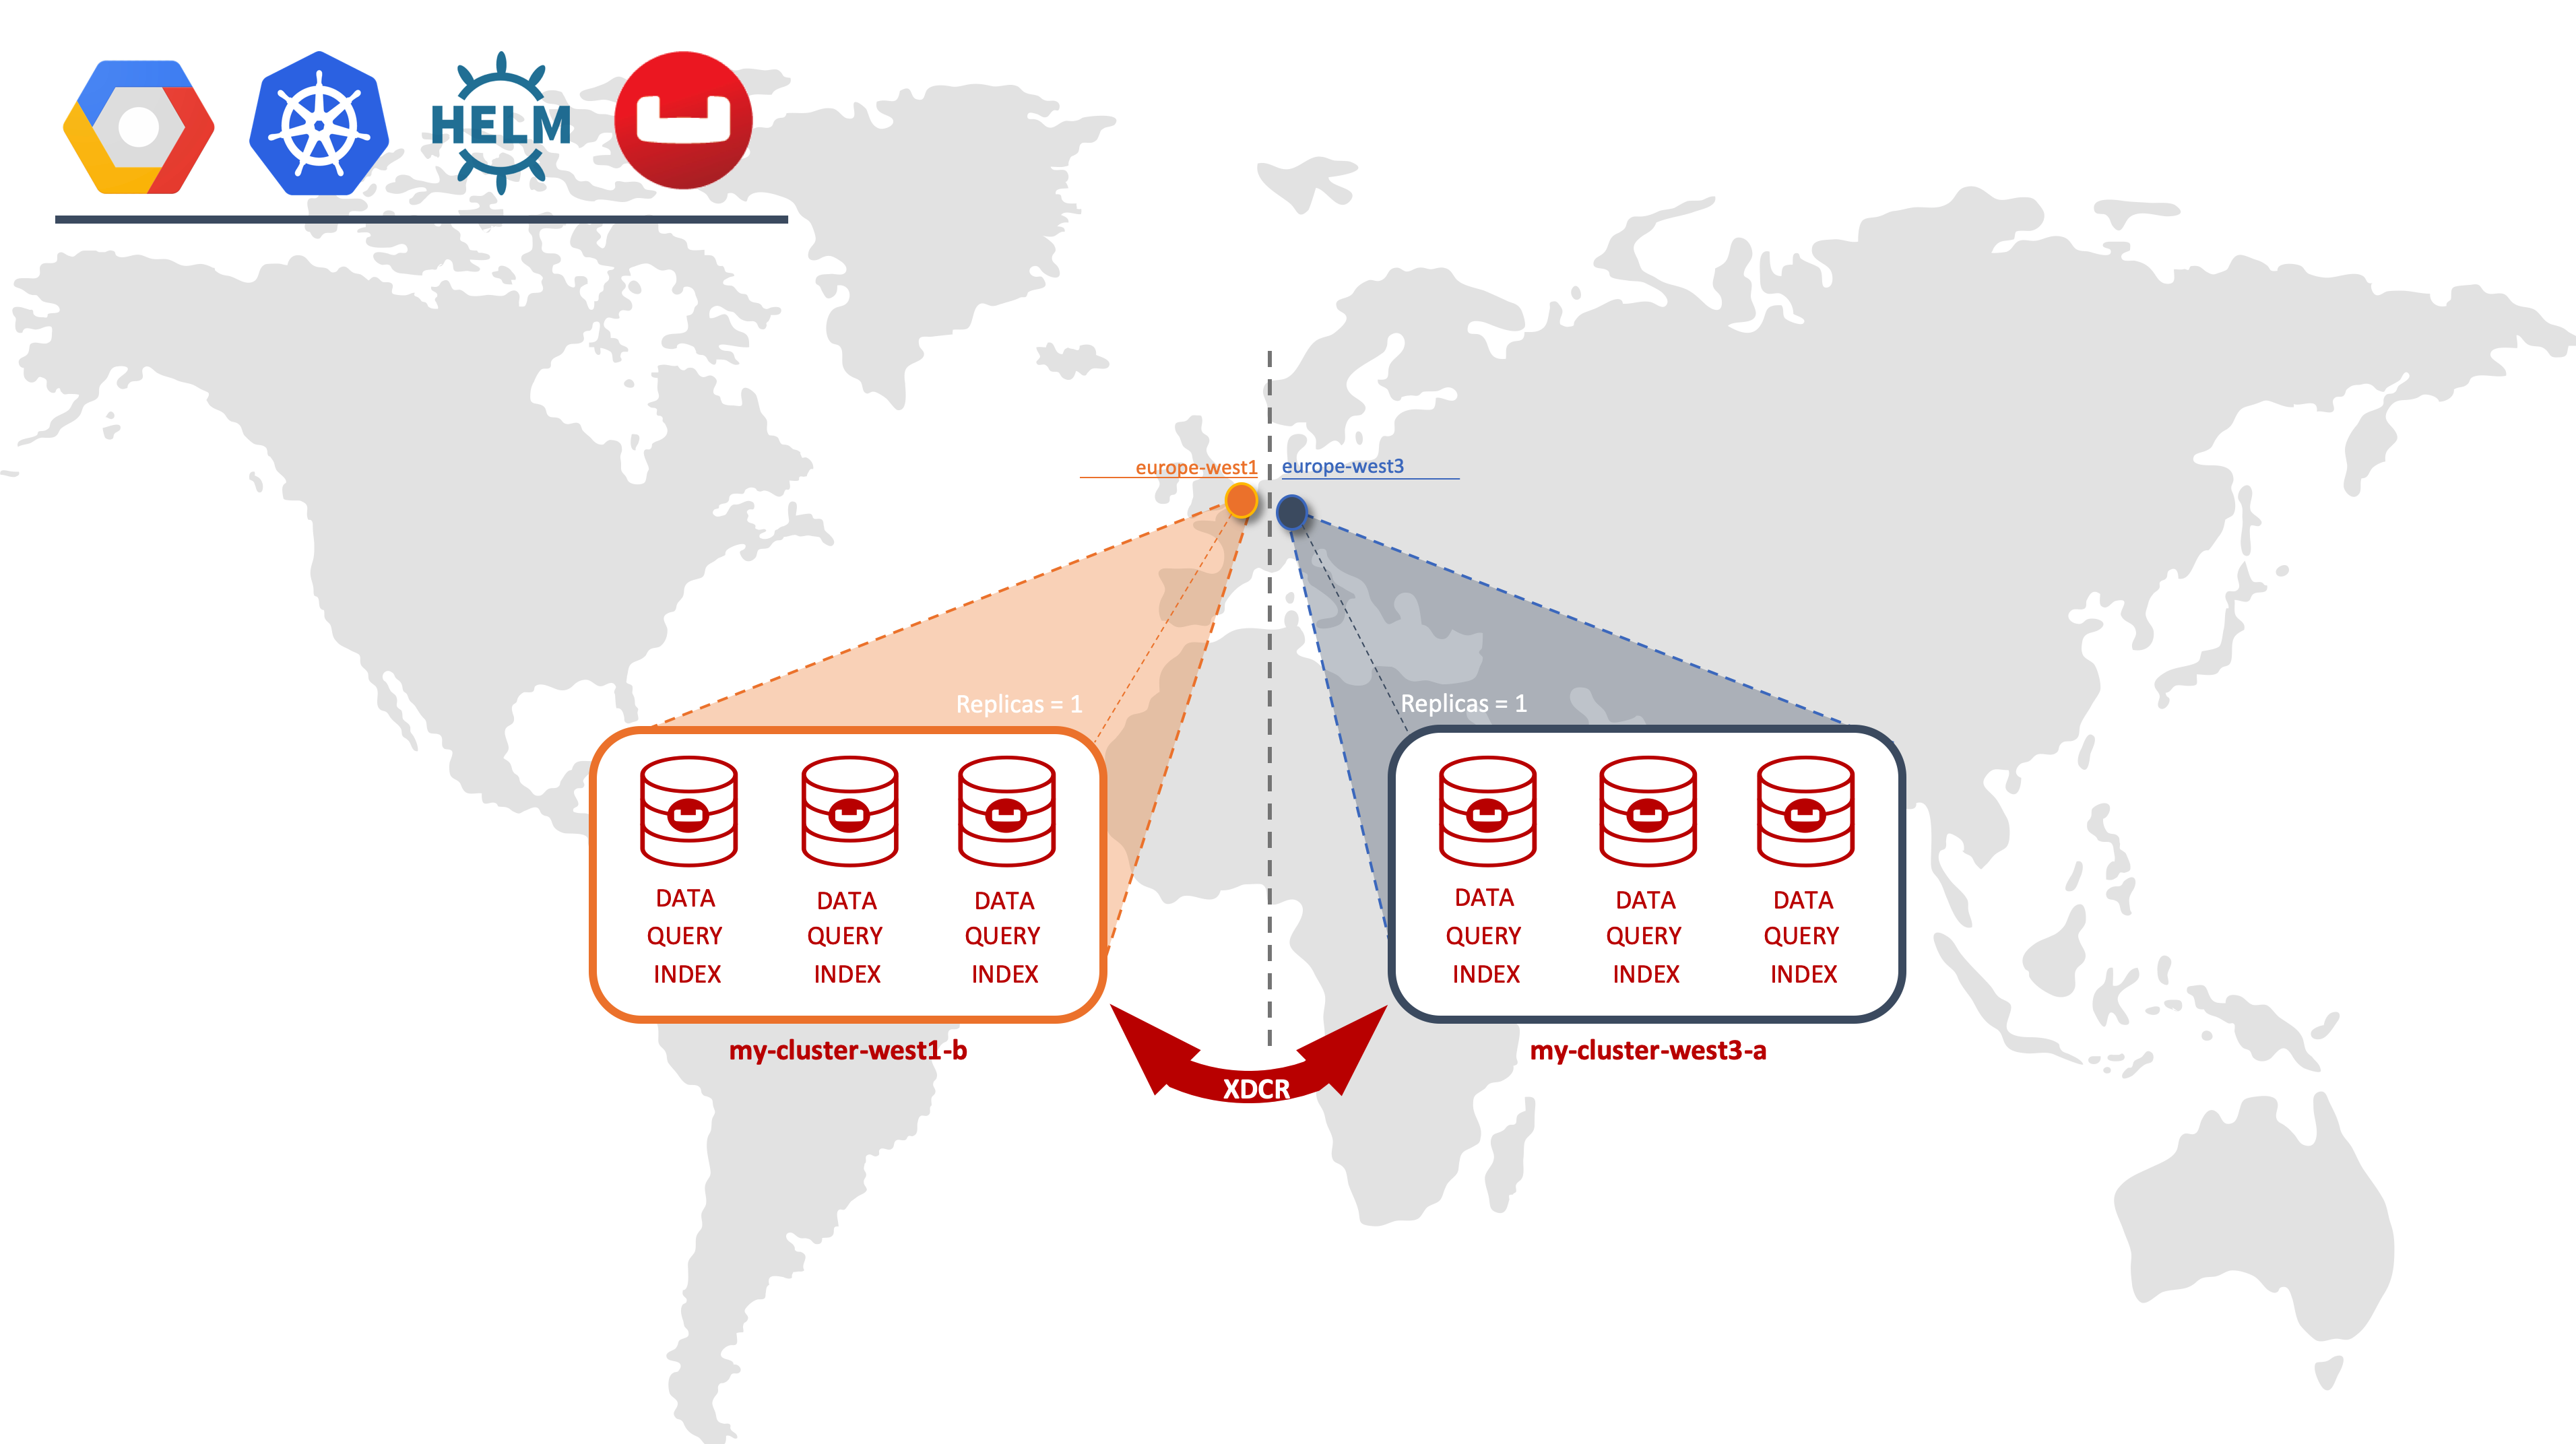 HELM
europe-west1
europe-west3
Replicas = 1
Replicas = 1
DATA DATA DATA
QUERY QUERY QUERY
INDEX INDEX INDEX
DATA DATA DATA
QUERY QUERY QUERY
INDEX INDEX INDEX
my-cluster-west1-b
my-cluster-west3-a
XDCR